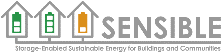 SENSIBLE
Storage-Enabled Sustainable Energy for Buildings and Communities